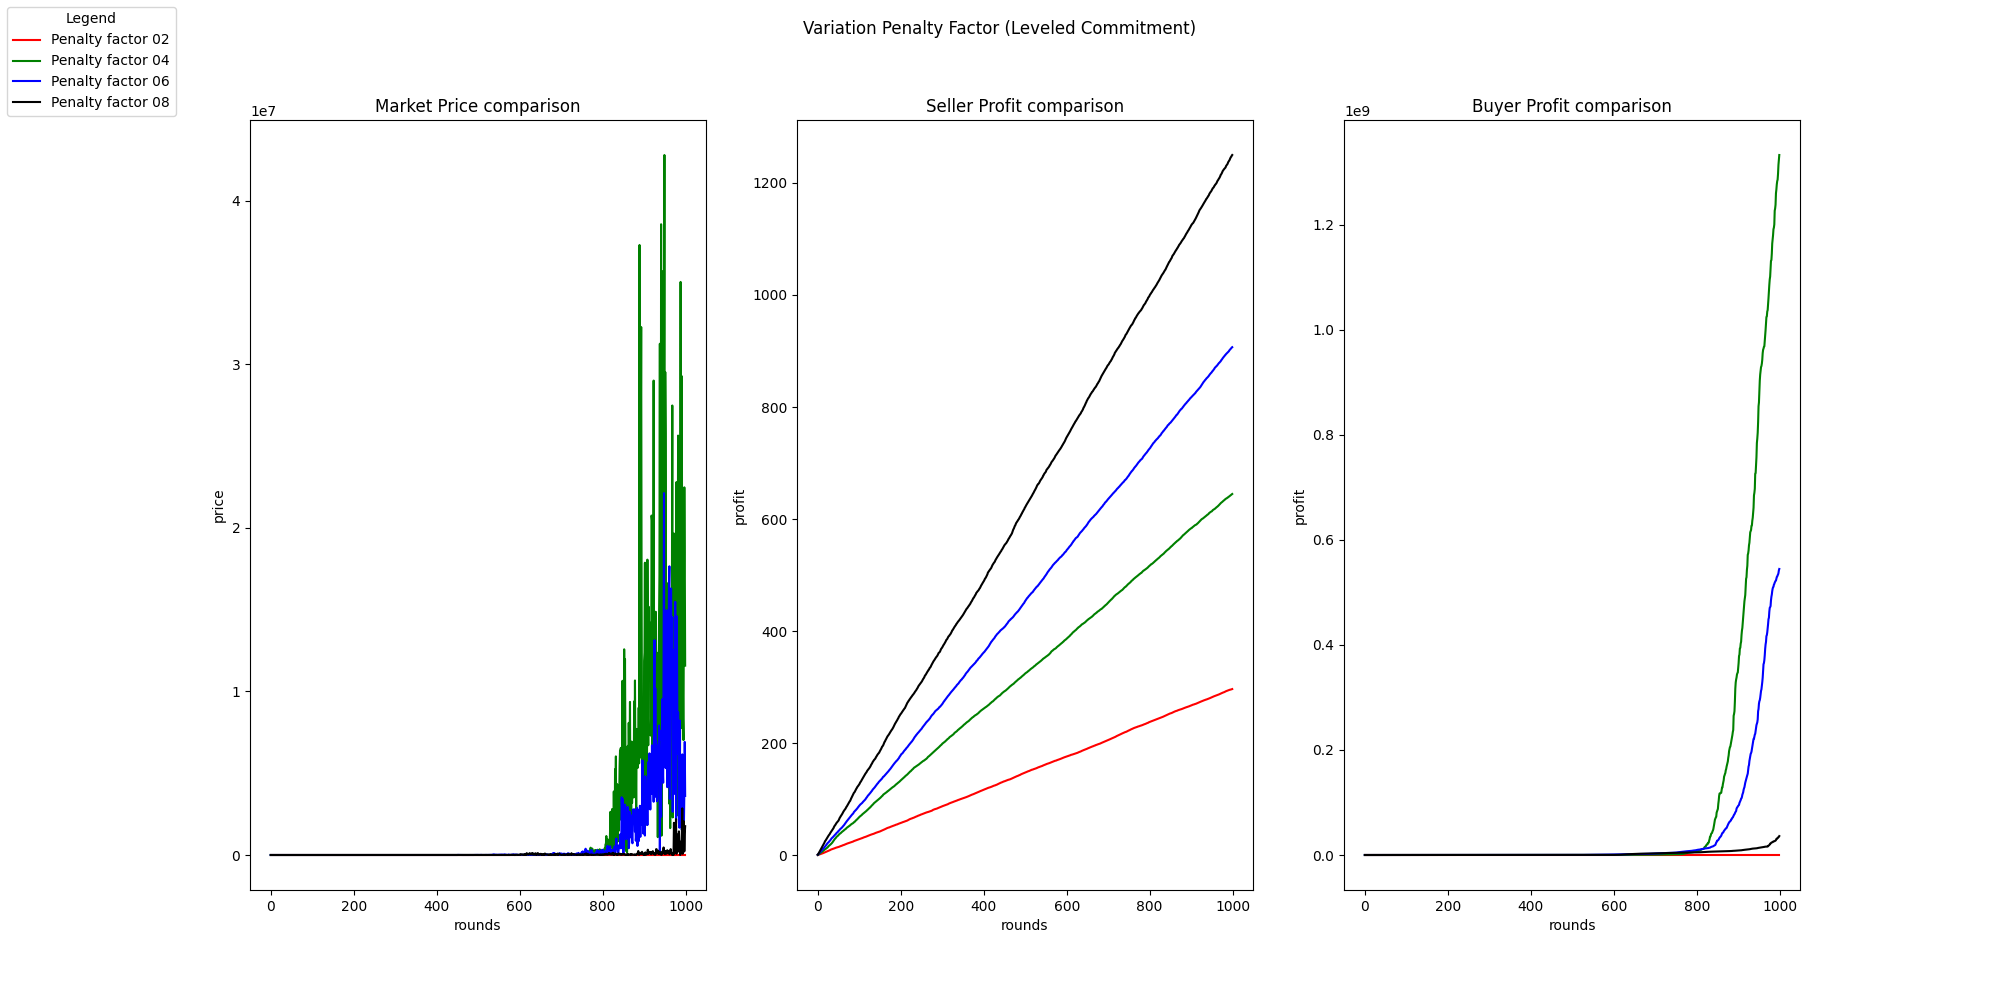 Legend
Penalty factor 02
Penalty factor 04
Penalty factor 06
Penalty factor 08
Variation Penalty Factor (Leveled Commitment)
Market Price comparison
1e7
4
3
2
1
0
price
0 200 400 600 800 1000
rounds
Seller Profit comparison
1200
1000
800
600
400
200
0
profit
0 200 400 600 800 1000
rounds
Buyer Profit comparison
1e9
1.2
1.0
0.8
0.6
0.4
0.2
0.0
profit
0 200 400 600 800 1000
rounds